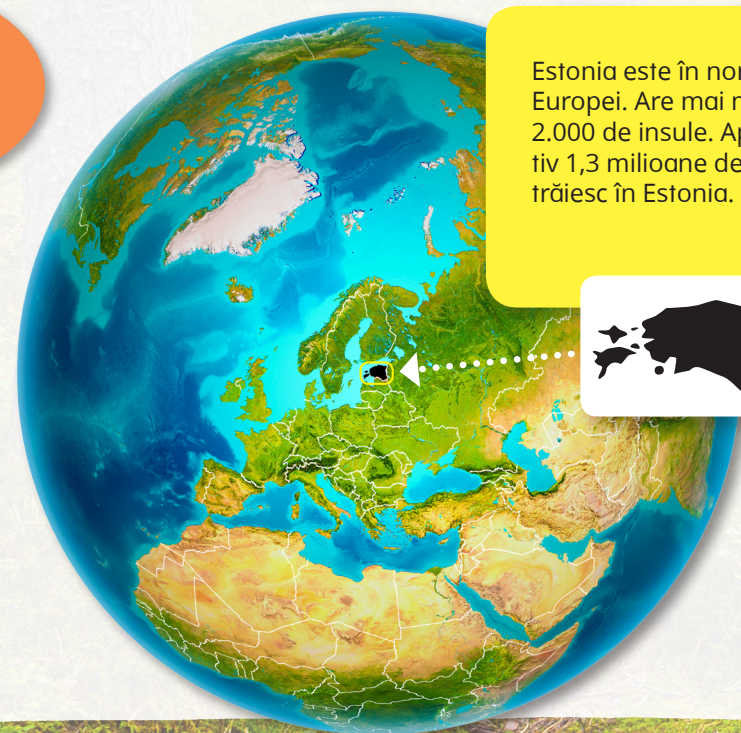 Estonia este în nor
Europei. Are mai
2.000 de insule.
tiv 1,3 milioane de
trăiesc în Estonia.